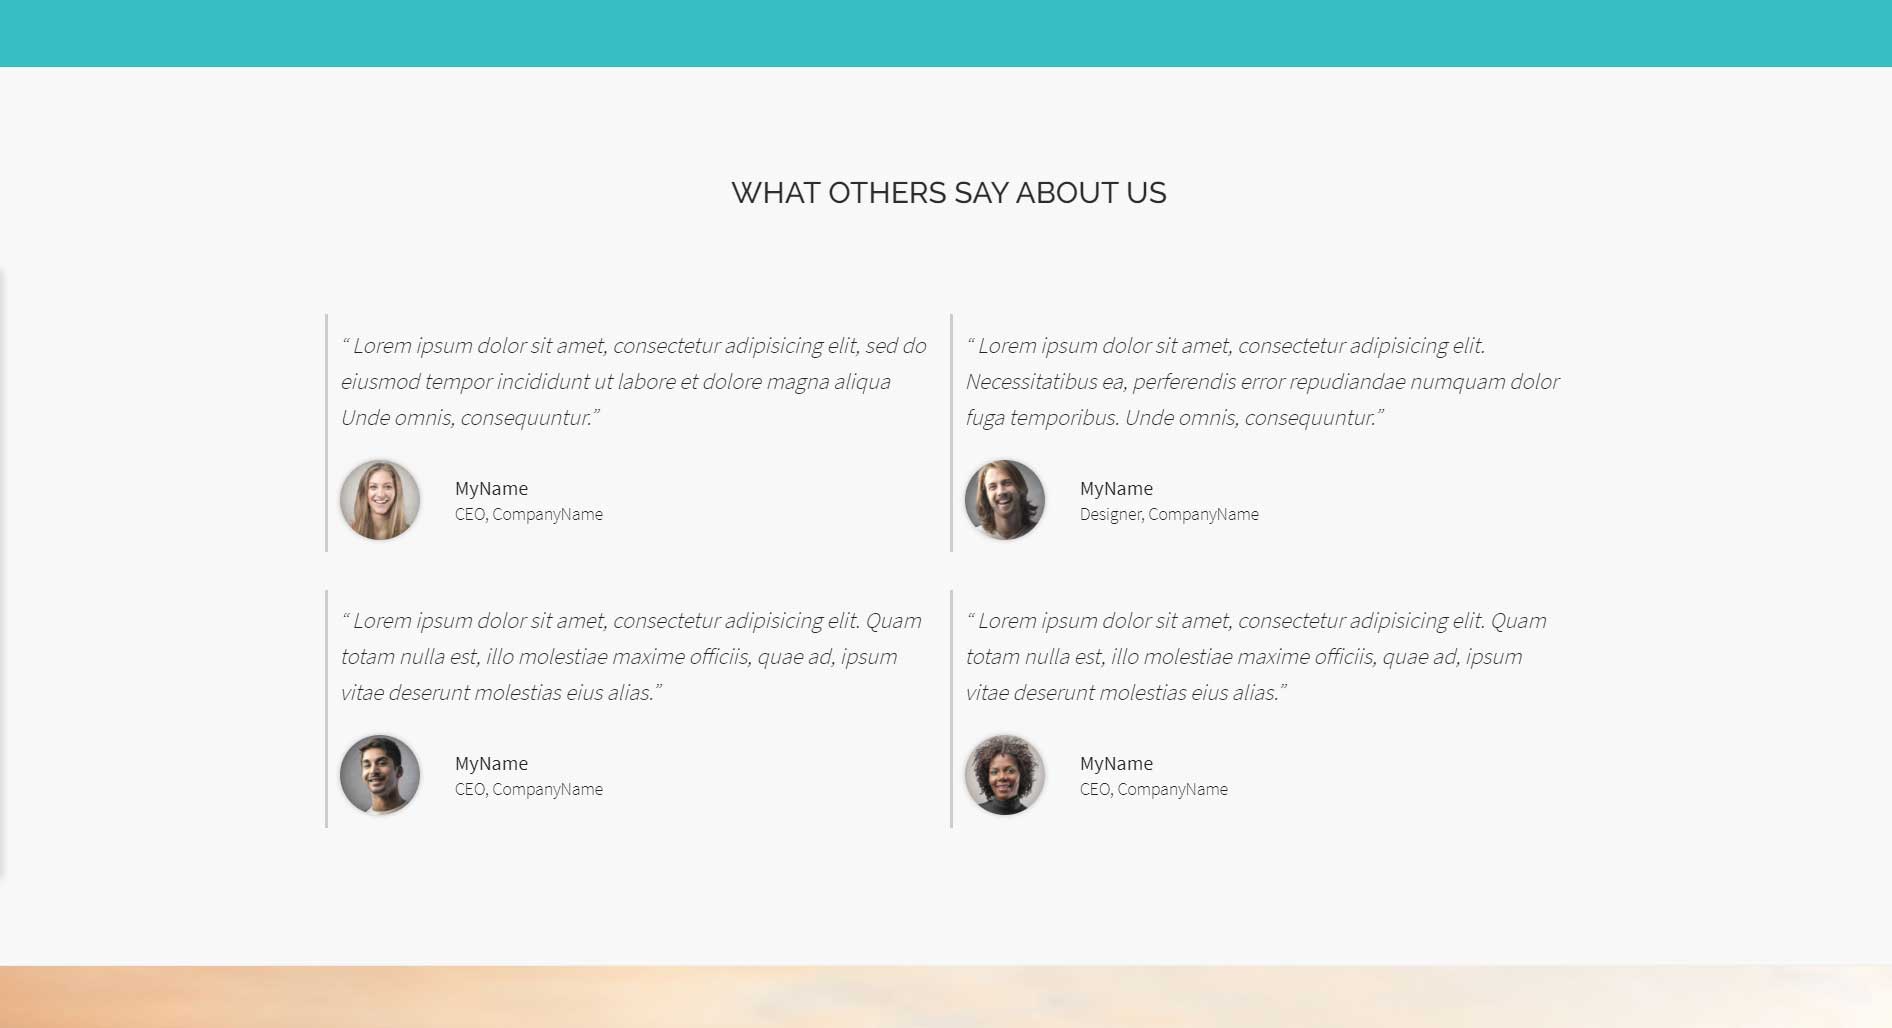 WHAT OTHERS SAY ABOUT US
“ Lorem ipsum dolor sit amet, consectetur adipisicing elit, sed do
eiusmod tempor incididunt ut labore et dolore magna aliqua
Unde omnis, consequuntur.”
MyName
CEO, CompanyName
“ Lorem ipsum dolor sit amet, consectetur adipisicing elit.
Necessitatibus ea, perferendis error repudiandae numquam dolor
fuga temporibus. Unde omnis, consequuntur.”
MyName
Designer, CompanyName
“ Lorem ipsum dolor sit amet, consectetur adipisicing elit. Quam
totam nulla est, illo molestiae maxime officiis, quae ad, ipsum
vitae deserunt molestias eius alias.”
MyName
CEO, CompanyName
“ Lorem ipsum dolor sit amet, consectetur adipisicing elit. Quam
totam nulla est, illo molestiae maxime officiis, quae ad, ipsum
vitae deserunt molestias eius alias.”
MyName
CEO, CompanyName